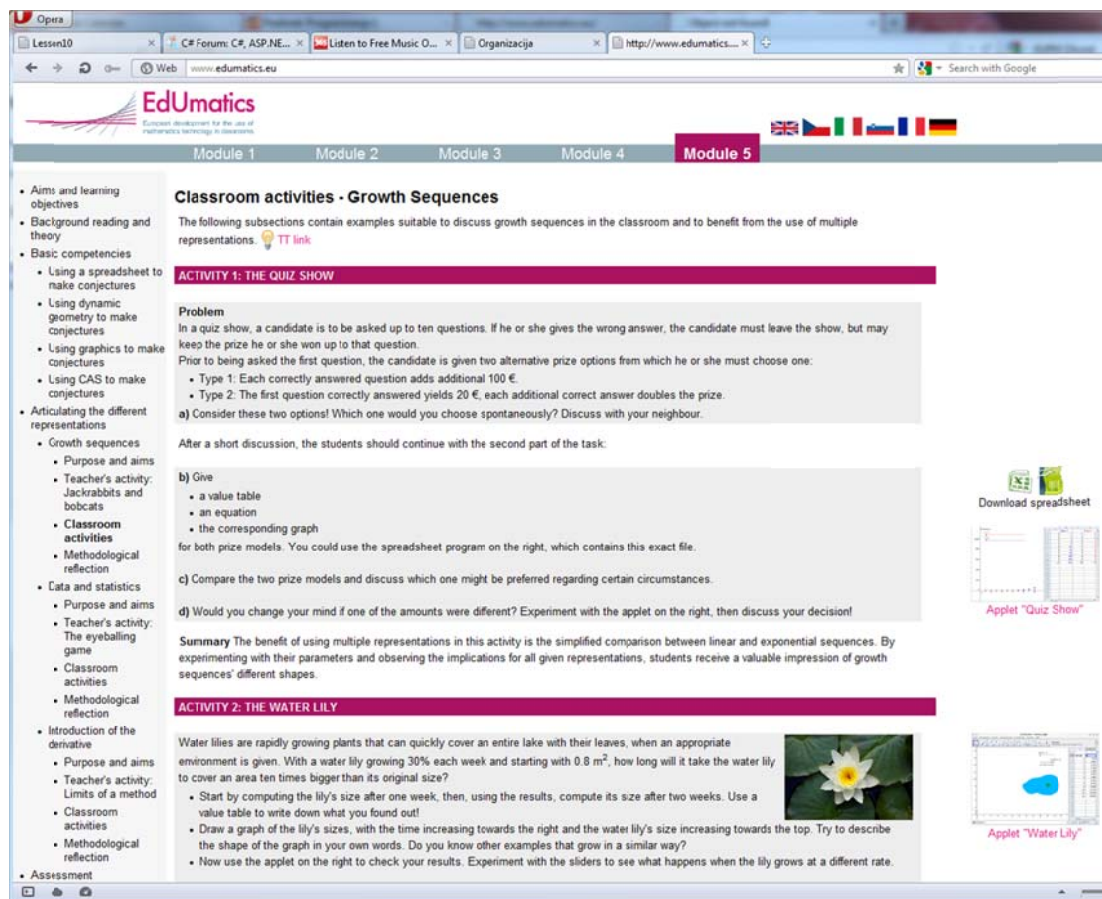 Opera
Lesson10
C# Forum: C#, ASP.NE...
Listen to Free Music O...
Organizacija
http://www.edumatics....
Web
www.edumatics.eu
Search with Google
EdUmatics
European development for the use of
mathematics technology in classrooms
Module 1
Module 2
Module 3
Module 4
Module 5
• Aims and learning
objectives
• Background reading and
theory
• Basic competencies
• Using a spreadsheet to
make conjectures
• Using dynamic
geometry to make
conjectures
• Using graphics to make
conjectures
• Using CAS to make
conjectures
• Articulating the different
representations
• Growth sequences
• Purpose and aims
• Teacher's activity:
Jackrabbits and
bobcats
• Classroom
activities
• Methodological
reflection
• Data and statistics
• Purpose and aims
• Teacher's activity:
The eyeballing
game
• Classroom
activities
• Methodological
reflection
• Introduction of the
derivative
• Purpose and aims
• Teacher's activity:
Limits of a method
• Classroom
activities
• Methodological
reflection
• Assessment
Classroom activities - Growth Sequences
The following subsections contain examples suitable to discuss growth sequences in the classroom and to benefit from the use of multiple
representations. TT link
ACTIVITY 1: THE QUIZ SHOW
Problem
In a quiz show, a candidate is to be asked up to ten questions. If he or she gives the wrong answer, the candidate must leave the show, but may
keep the prize he or she won up to that question.
Prior to being asked the first question, the candidate is given two alternative prize options from which he or she must choose one:
• Type 1: Each correctly answered question adds additional 100 €.
• Type 2: The first question correctly answered yields 20 €, each additional correct answer doubles the prize.
a) Consider these two options! Which one would you choose spontaneously? Discuss with your neighbour.
After a short discussion, the students should continue with the second part of the task:
b) Give
• a value table
• an equation
• the corresponding graph
for both prize models. You could use the spreadsheet program on the right, which contains this exact file.
c) Compare the two prize models and discuss which one might be preferred regarding certain circumstances.
d) Would you change your mind if one of the amounts were different? Experiment with the applet on the right, then discuss your decision!
Download spreadsheet
Applet "Quiz Show"
Summary The benefit of using multiple representations in this activity is the simplified comparison between linear and exponential sequences. By
experimenting with their parameters and observing the implications for all given representations, students receive a valuable impression of growth
sequences' different shapes.
ACTIVITY 2: THE WATER LILY
Water lilies are rapidly growing plants that can quickly cover an entire lake with their leaves, when an appropriate
environment is given. With a water lily growing 30% each week and starting with 0.8 m², how long will it take the water lily
to cover an area ten times bigger than its original size?
• Start by computing the lily's size after one week, then, using the results, compute its size after two weeks. Use a
value table to write down what you found out!
• Draw a graph of the lily's sizes, with the time increasing towards the right and the water lily's size increasing towards the top. Try to describe
the shape of the graph in your own words. Do you know other examples that grow in a similar way?
• Now use the applet on the right to check your results. Experiment with the sliders to see what happens when the lily grows at a different rate.
Applet "Water Lily"